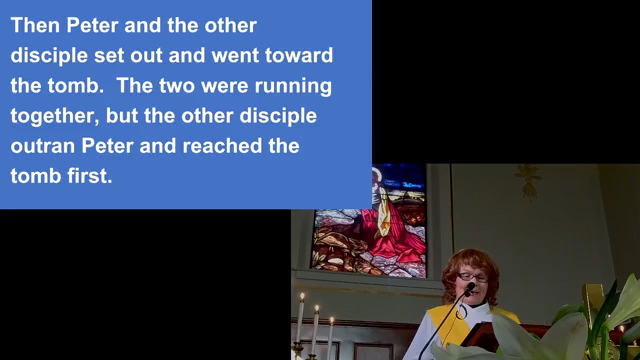 Then Peter and the other
disciple set out and went toward
the tomb.  The two were running
together, but the other disciple
outran Peter and reached the
tomb first.